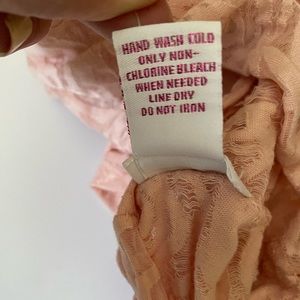 HAND WASH COLD
ONLY NON-
CHLORINE BLEACH
WHEN NEEDED
LINE DRY
DO NOT IRON